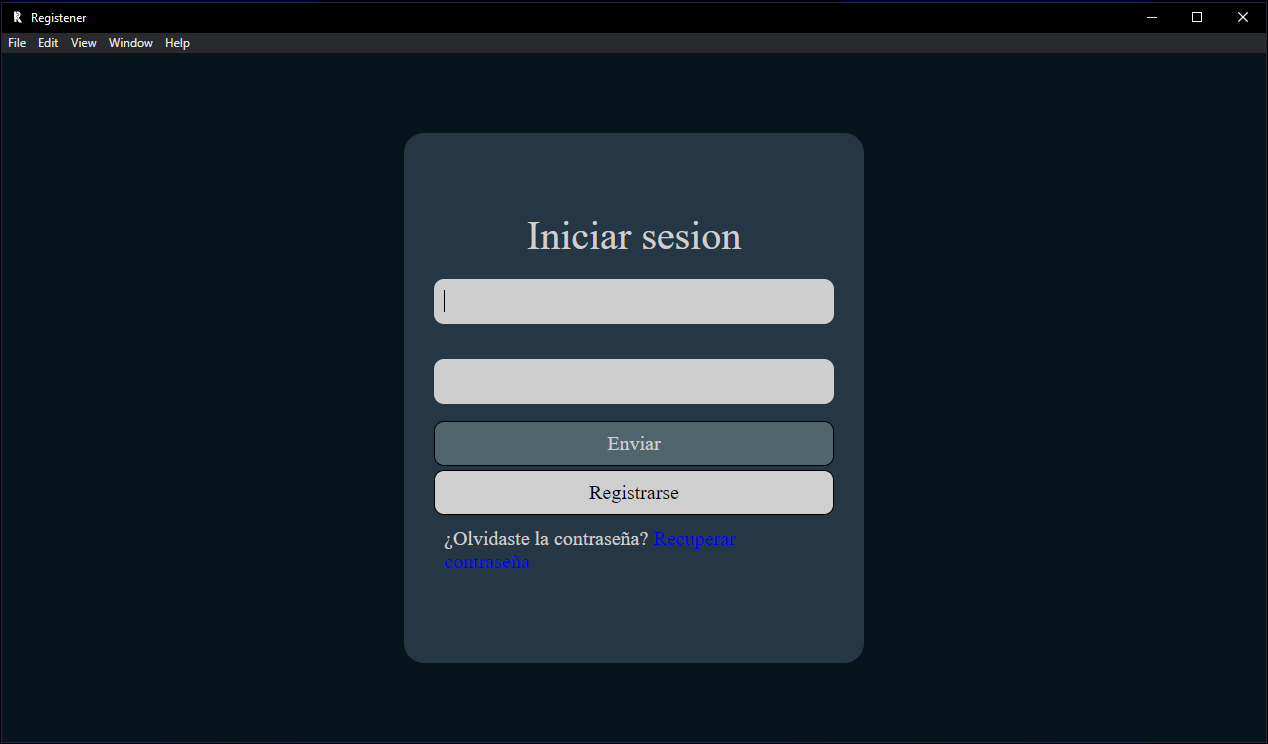 Registener
File Edit View Window Help
Iniciar sesion
Enviar
Registrarse
¿Olvidaste la contraseña? Recuperar
contraseña